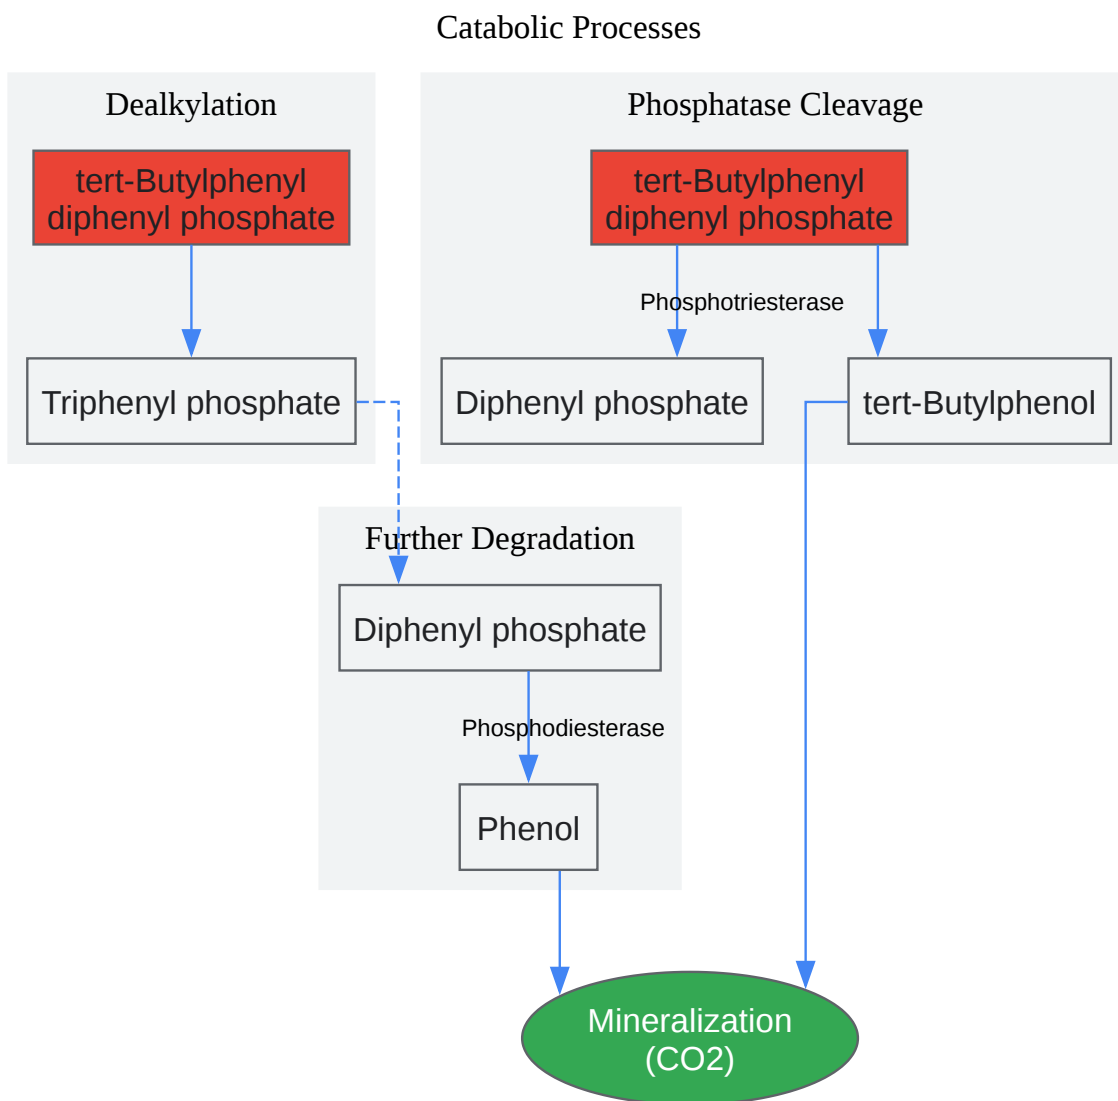 Catabolic Processes
Dealkylation
tert-Butylphenyl
diphenyl phosphate
Triphenyl phosphate
Phosphatase Cleavage
tert-Butylphenyl
diphenyl phosphate
Phosphotriesterase
Diphenyl phosphate
tert-Butylphenol
Further Degradation
Diphenyl phosphate
Phosphodiesterase
Phenol
Mineralization
(CO2)